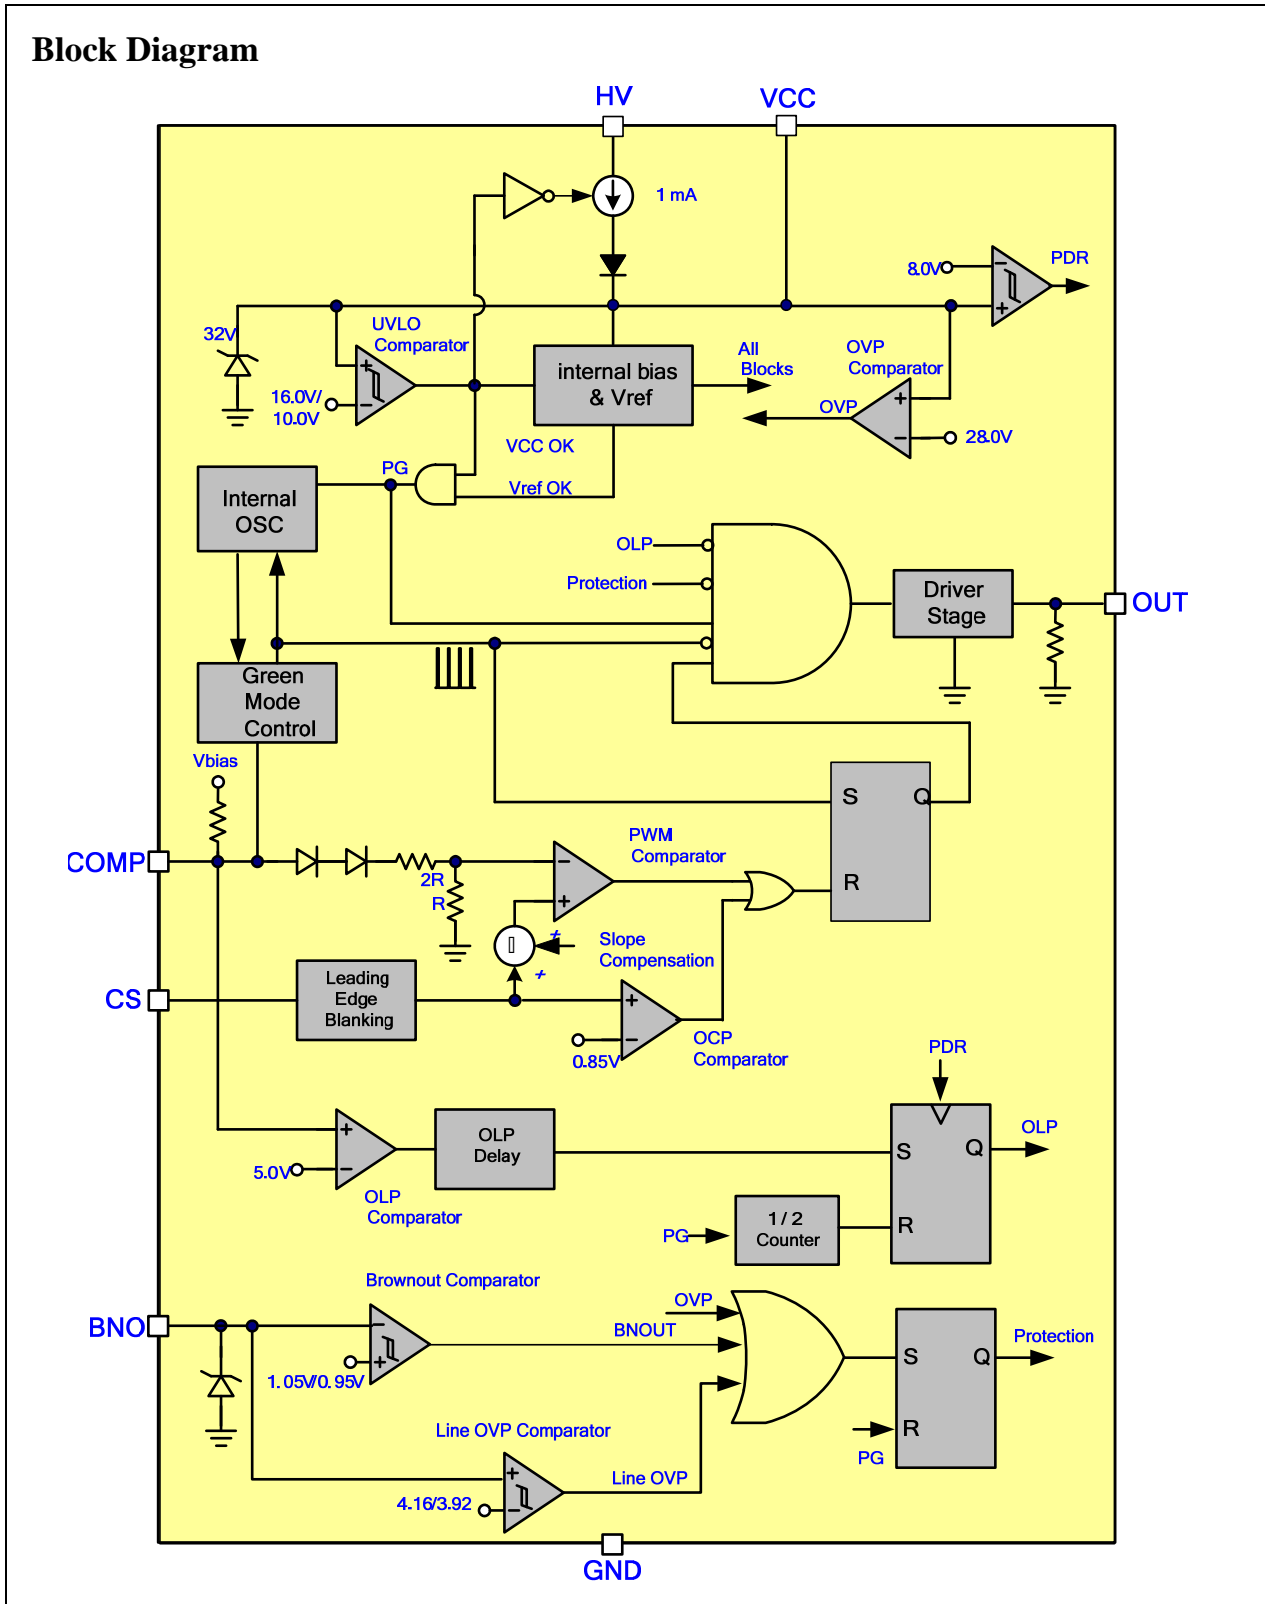 Block Diagram
HV
VCC
1 mA
8.0V
PDR
32V
UVLO
Comparator
16.0V/
10.0V
internal bias
& Vref
All
Blocks
OVP
Comparator
OVP
28.0V
VCC OK
PG
Vref OK
Internal
OSC
OLP
Protection
Driver
Stage
OUT
Green
Mode
Control
Vbias
S
Q
R
COMP
2R
R
PWM
Comparator
Slope
Compensation
+
+
CS
Leading
Edge
Blanking
0.85V
OCP
Comparator
PDR
5.0V
OLP
Comparator
OLP
Delay
S
Q
R
OLP
PG
1 / 2
Counter
Brownout Comparator
BNO
1.05V/0.95V
OVP
BNOUT
S
Q
R
Protection
PG
Line OVP Comparator
4.16/3.92
Line OVP
GND